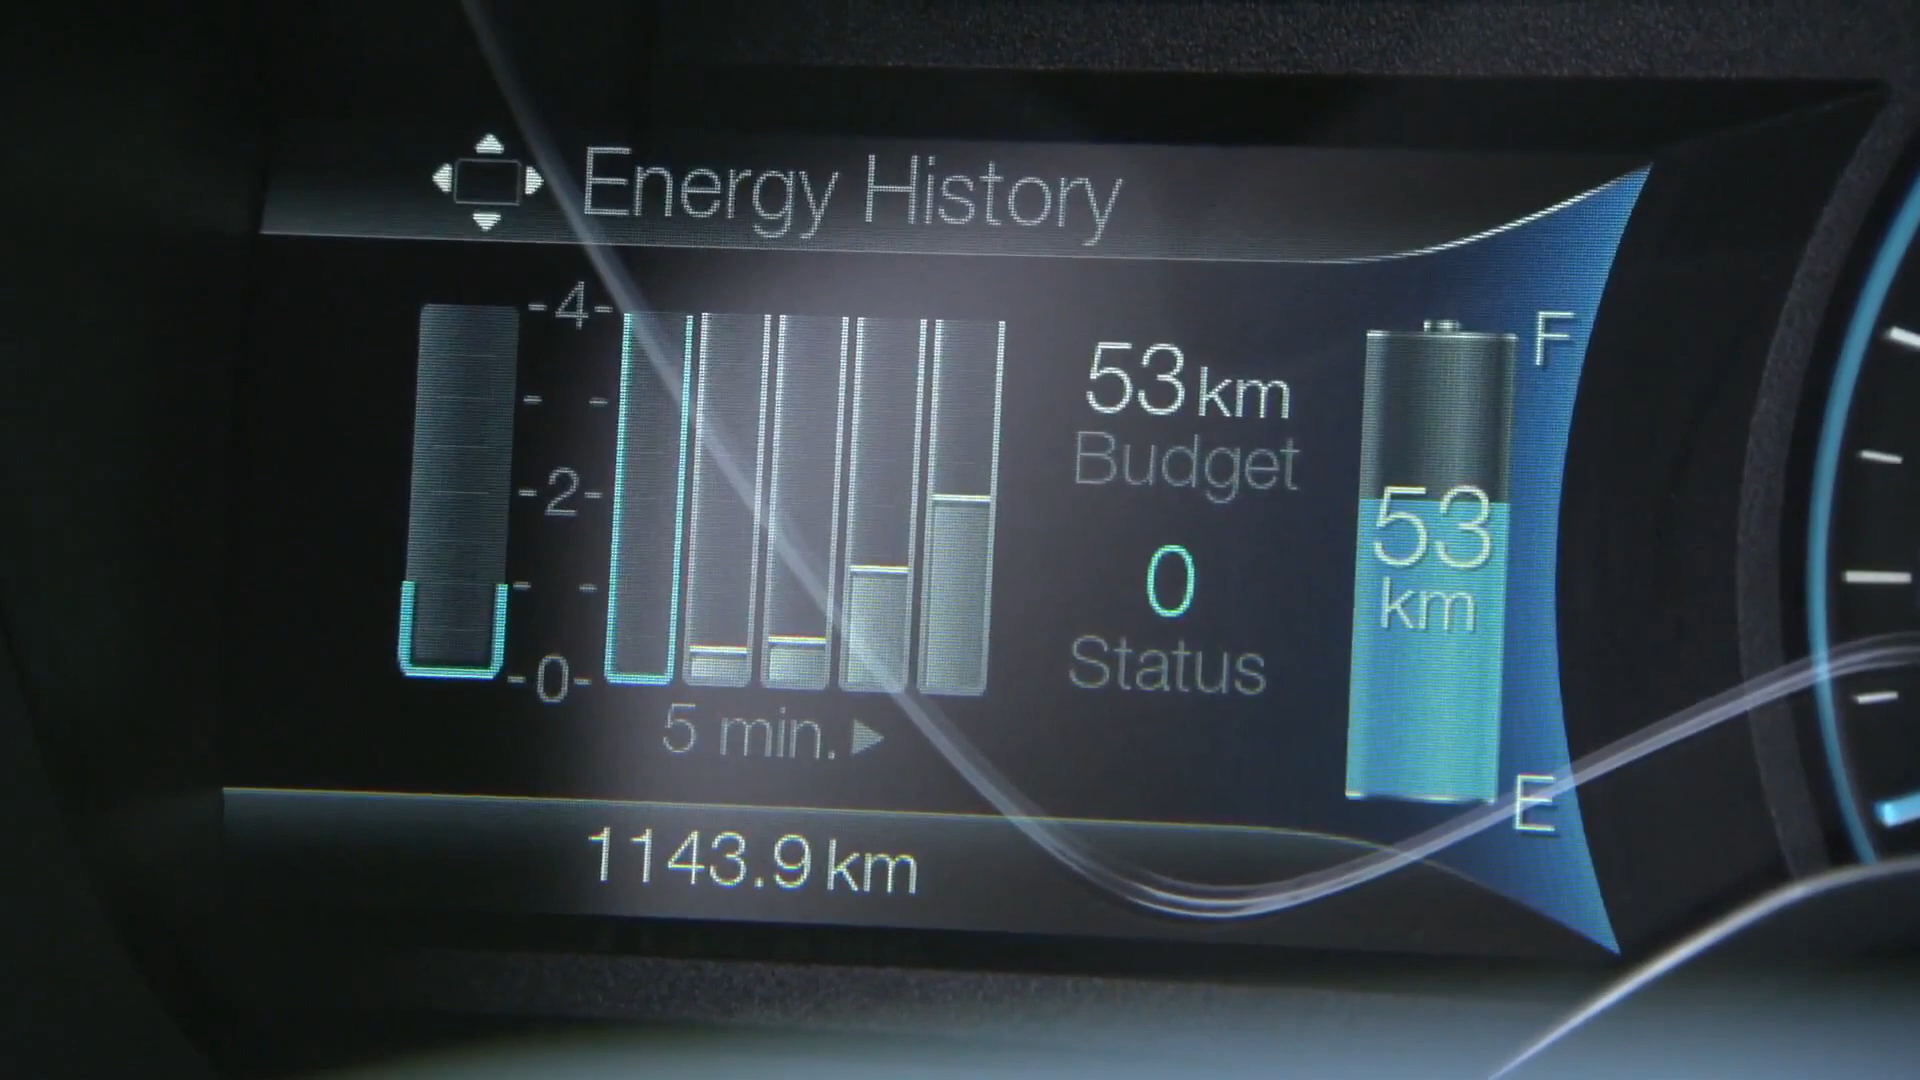 Energy History
-4-
-2-
-0-
5 min.
53 km
Budget
0
Status
F
53
km
E
1143.9 km